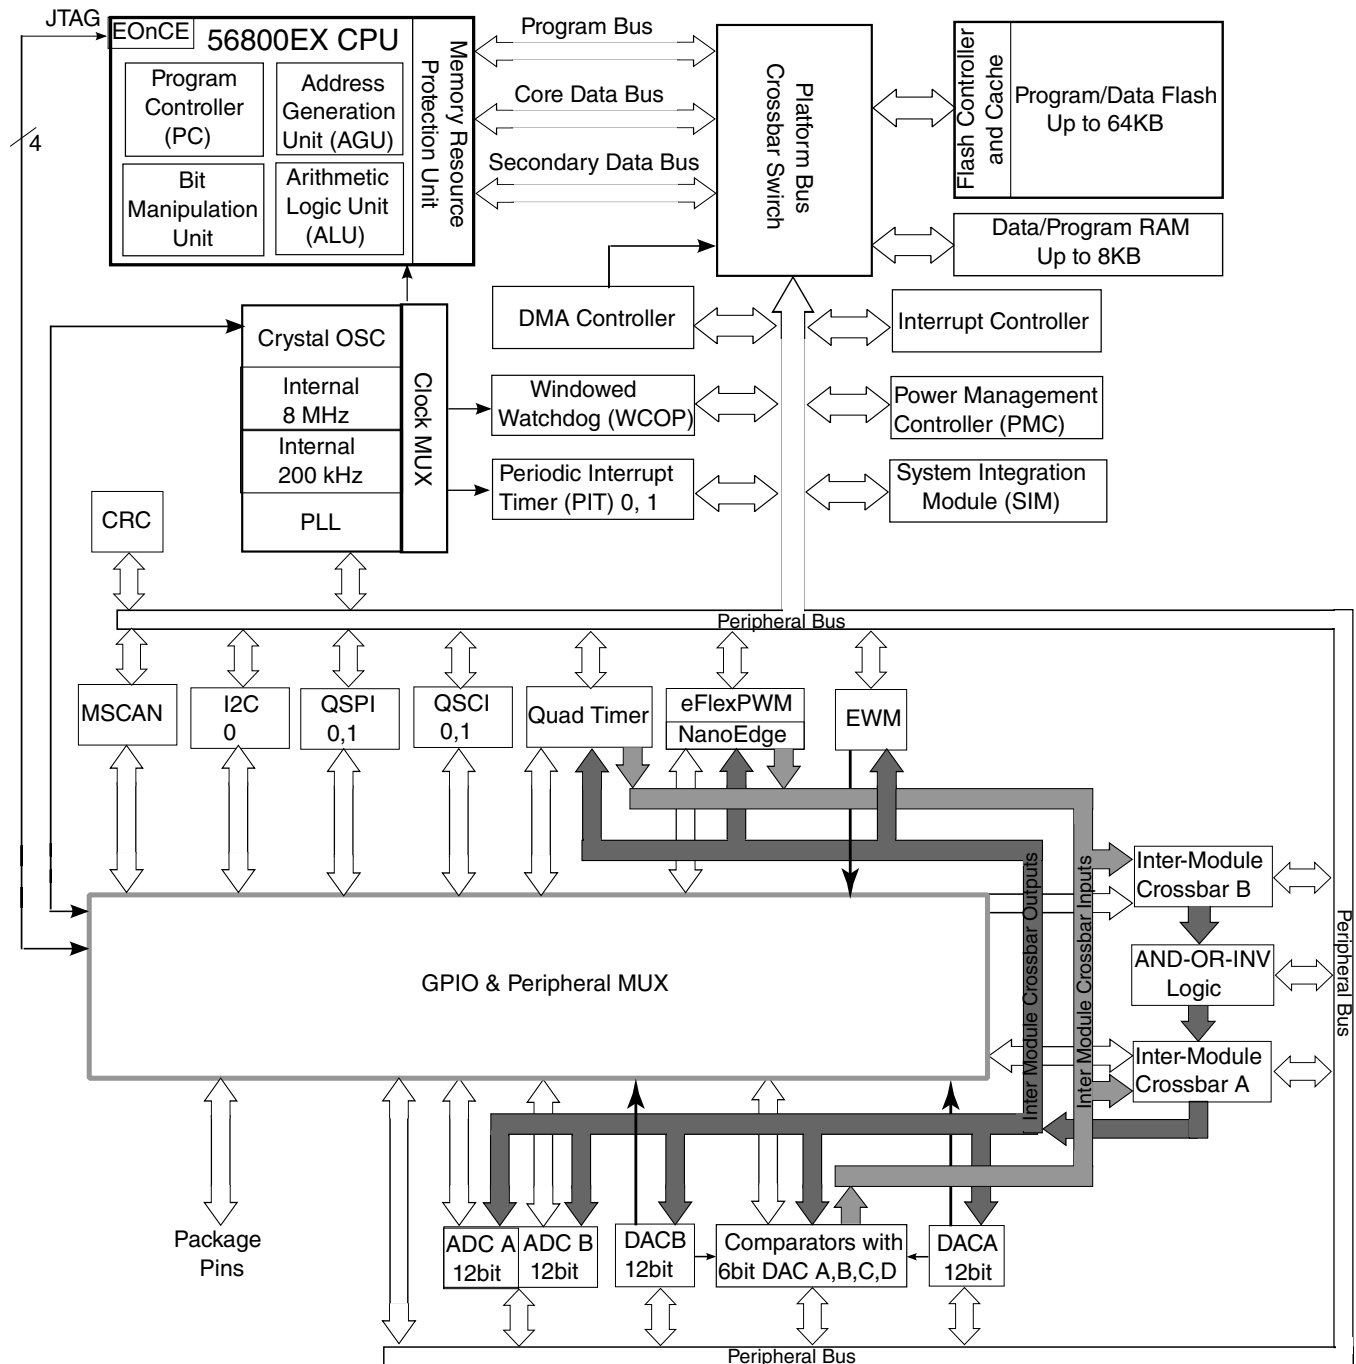 JTAG
EOnCE
56800EX CPU
Program
Controller
(PC)
Address
Generation
Unit (AGU)
Bit
Manipulation
Unit
Arithmetic
Logic Unit
(ALU)
Memory Resource
Protection Unit
4
Program Bus
Core Data Bus
Secondary Data Bus
Platform Bus
Crossbar Swirch
Flash Controller
and Cache
Program/Data Flash
Up to 64KB
Data/Program RAM
Up to 8KB
Crystal OSC
Internal
8 MHz
Internal
200 kHz
PLL
Clock MUX
DMA Controller
Windowed
Watchdog (WCOP)
Periodic Interrupt
Timer (PIT) 0, 1
Interrupt Controller
Power Management
Controller (PMC)
System Integration
Module (SIM)
CRC
Peripheral Bus
MSCAN
I2C
0
QSPI
0,1
QSCI
0,1
Quad Timer
eFlexPWM
NanoEdge
EWM
GPIO & Peripheral MUX
Inter Module Crossbar Outputs
Inter Module Crossbar Inputs
Inter-Module
Crossbar B
AND-OR-INV
Logic
Inter-Module
Crossbar A
Peripheral Bus
Package
Pins
ADC A
12bit
ADC B
12bit
DACB
12bit
Comparators with
6bit DAC A,B,C,D
DACA
12bit
Peripheral Bus